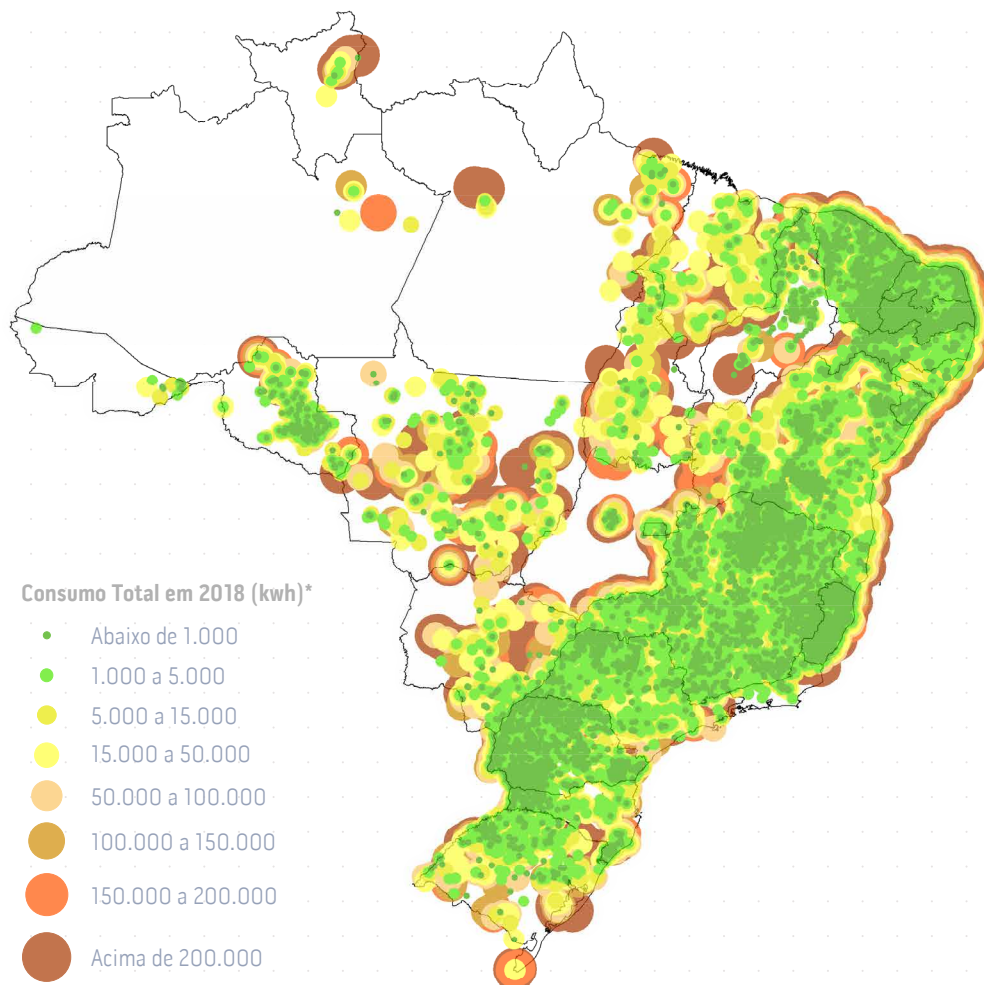 Consumo Total em 2018 (kwh)*
Abaixo de 1.000
1.000 a 5.000
5.000 a 15.000
15.000 a 50.000
50.000 a 100.000
100.000 a 150.000
150.000 a 200.000
Acima de 200.000